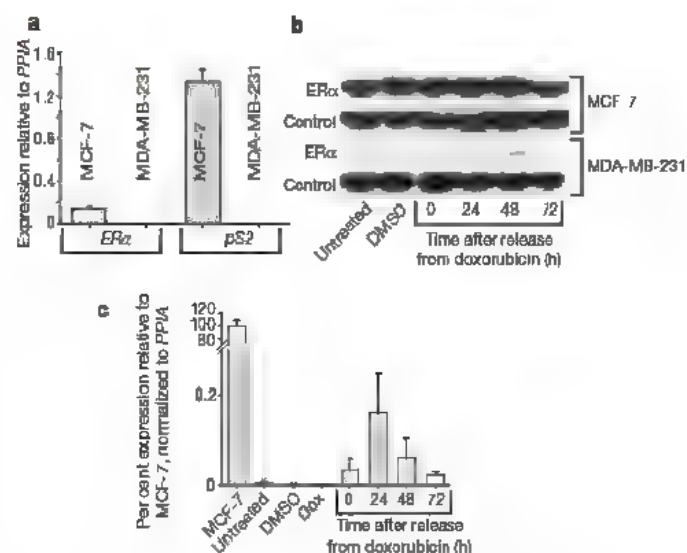 a
Expression relative to PPIA
1.6
1.2
0.6
0.4
0
MCF-7
MDA-MB-231
MCF-7
MDA-MB-231
ERα
pS2
b
ERα
Control
ERα
Control
MCF 7
MDA-MB-231
Untreated
DMSO
0 24 48 72
Time after release
from doxorubicin (h)
c
Per cent expression relative to
MCF-7, normalized to PPIA
120
100
80
0.2
0
MCF-7
Untreated
DMSO
Dox
0 24 48 72
Time after release
from doxorubicin (h)